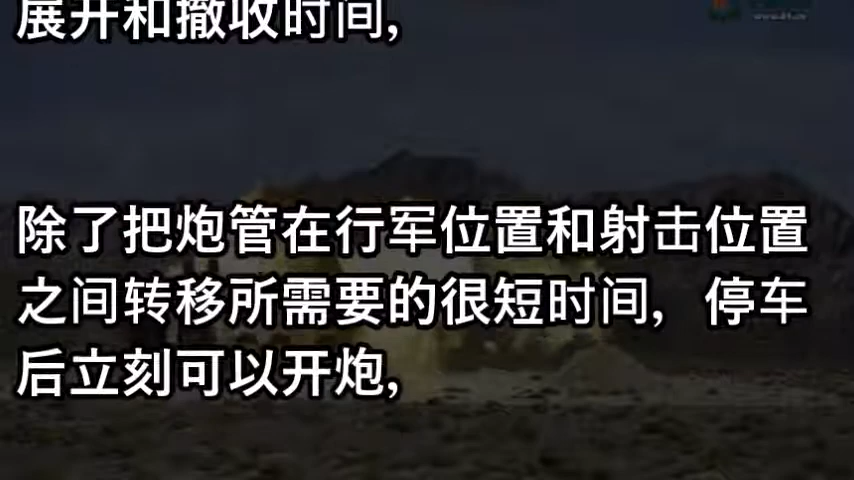 展开和撤收时间,
除了把炮管在行军位置和射击位置
之间转移所需要的很短时间, 停车
后立刻可以开炮,